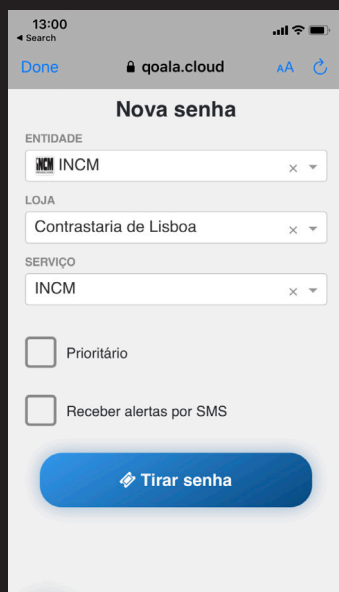 13:00
◀ Search
Done qoala.cloud AA
Nova senha
ENTIDADE
INCM INCM
LOJA
Contrastaria de Lisboa
SERVIÇO
INCM
Prioritário
Receber alertas por SMS
Tirar senha